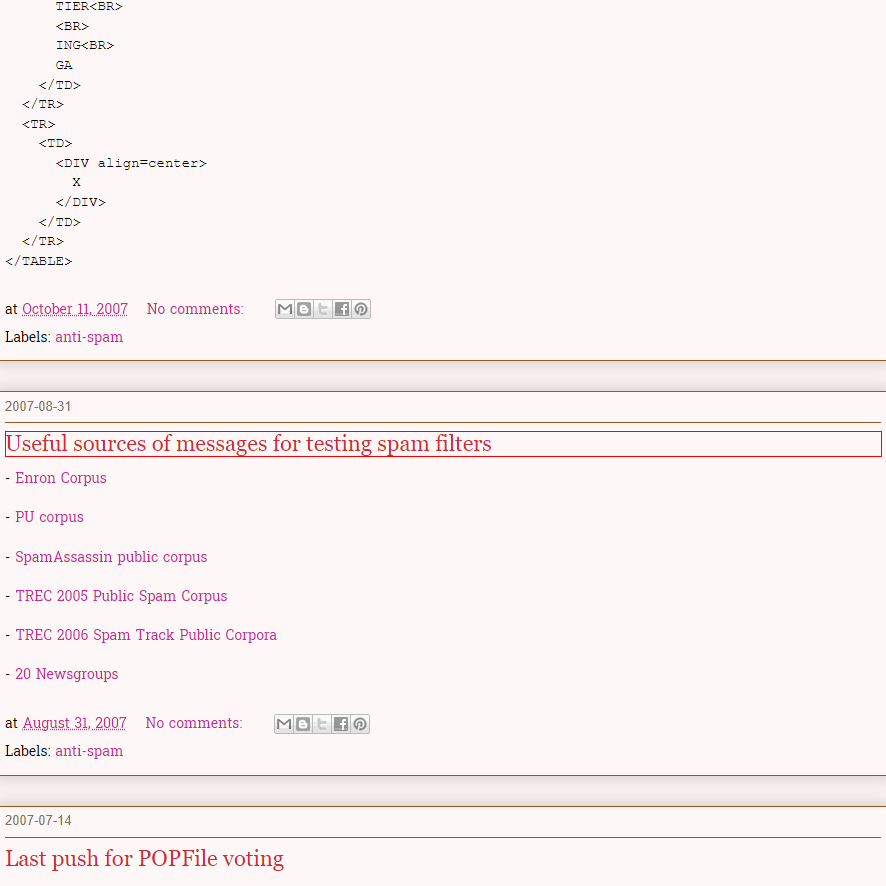 TIER<BR>
<BR>
ING<BR>
GA
</TD>
</TR>
<TR>
<TD>
<DIV align=center>
X
</DIV>
</TD>
</TR>
</TABLE>
at October 11, 2007 No comments:
Labels: anti-spam
2007-08-31
Useful sources of messages for testing spam filters
- Enron Corpus
- PU corpus
- SpamAssassin public corpus
- TREC 2005 Public Spam Corpus
- TREC 2006 Spam Track Public Corpora
- 20 Newsgroups
at August 31, 2007 No comments:
Labels: anti-spam
2007-07-14
Last push for POPFile voting